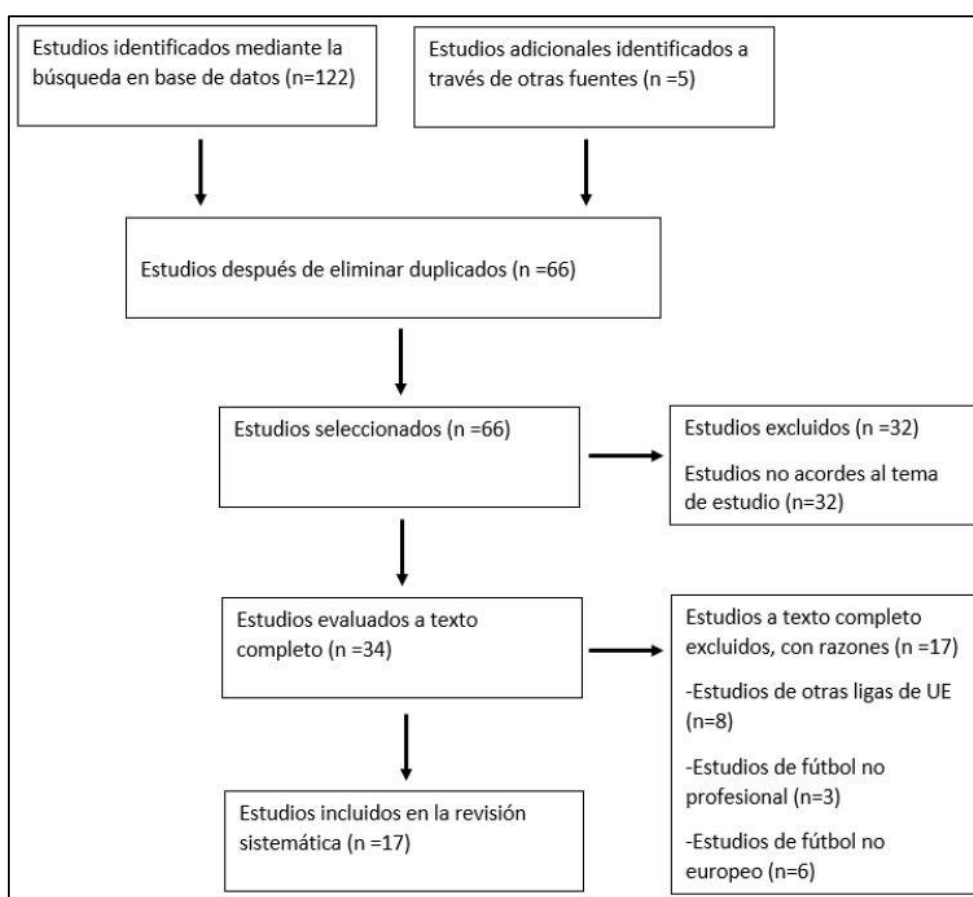 Estudios identificados mediante la
búsqueda en base de datos (n=122)
Estudios adicionales identificados a
través de otras fuentes (n =5)
Estudios después de eliminar duplicados (n =66)
Estudios seleccionados (n =66)
Estudios excluidos (n =32)
Estudios no acordes al tema
de estudio (n=32)
Estudios evaluados a texto
completo (n =34)
Estudios a texto completo
excluidos, con razones (n =17)
-Estudios de otras ligas de UE
(n=8)
-Estudios de fútbol no
profesional (n=3)
-Estudios de fútbol no
europeo (n=6)
Estudios incluidos en la revisión
sistemática (n =17)